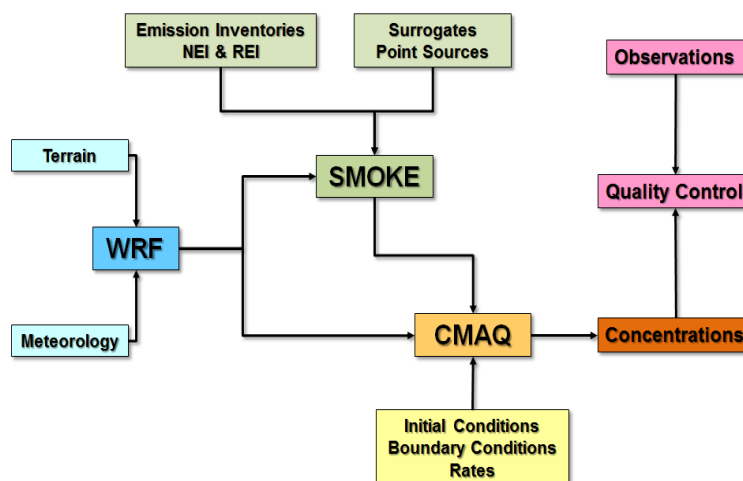 Emission Inventories
NEI & REI
Surrogates
Point Sources
Observations
Terrain
SMOKE
Quality Control
WRF
Meteorology
CMAQ
Concentrations
Initial Conditions
Boundary Conditions
Rates